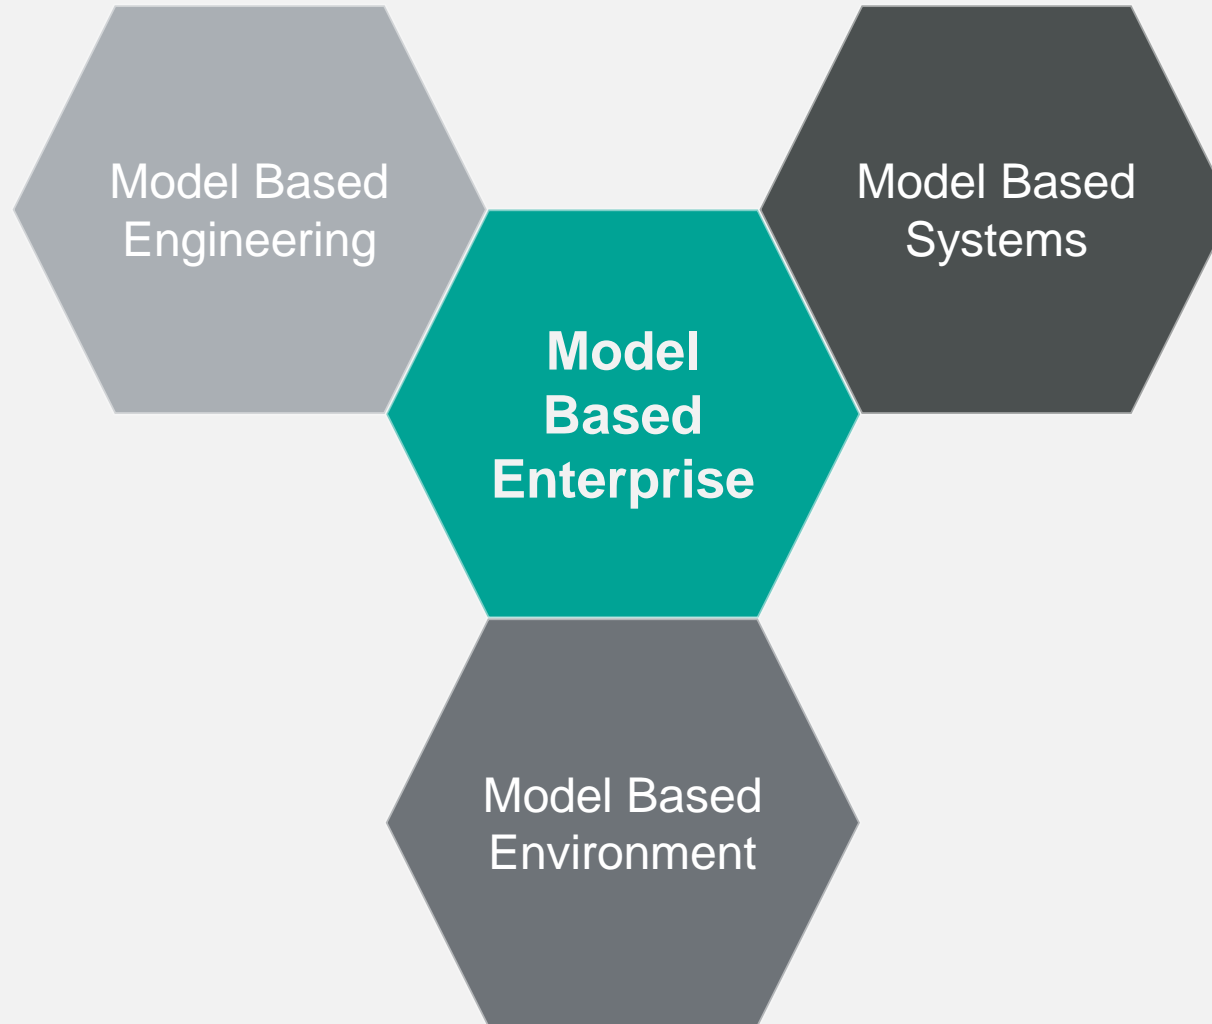 Model Based
Engineering
Model Based
Systems
Model
Based
Enterprise
Model Based
Environment